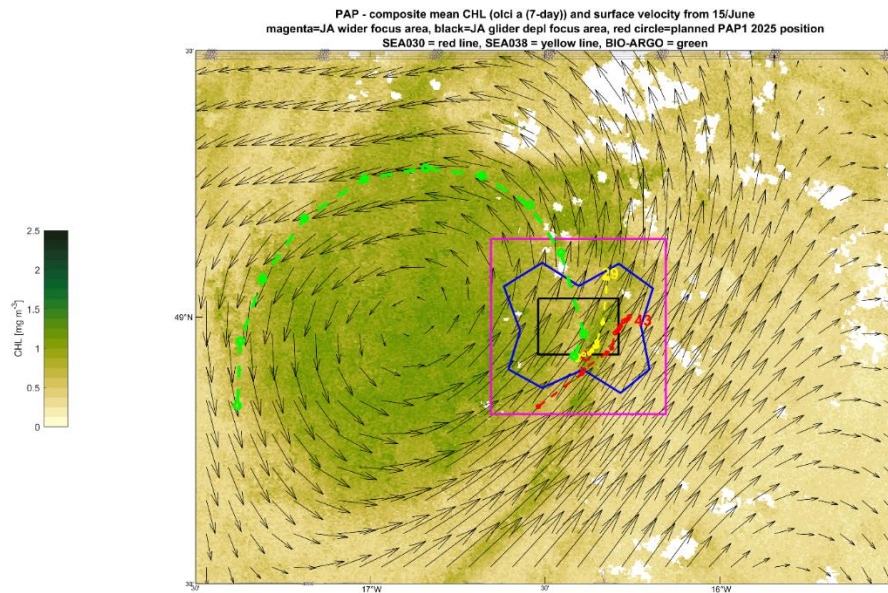 PAP - composite mean CHL (olci a (7-day)) and surface velocity from 15/June
magenta=JA wider focus area, black=JA glider depl focus area, red circle=planned PAP1 2025 position
SEA030 = red line, SEA038 = yellow line, BIO-ARGO = green
30'
49°N
30'
30'
17°W
30'
16°W
43
CHL [mg m⁻³]
2.5
2
1.5
1
0.5
0